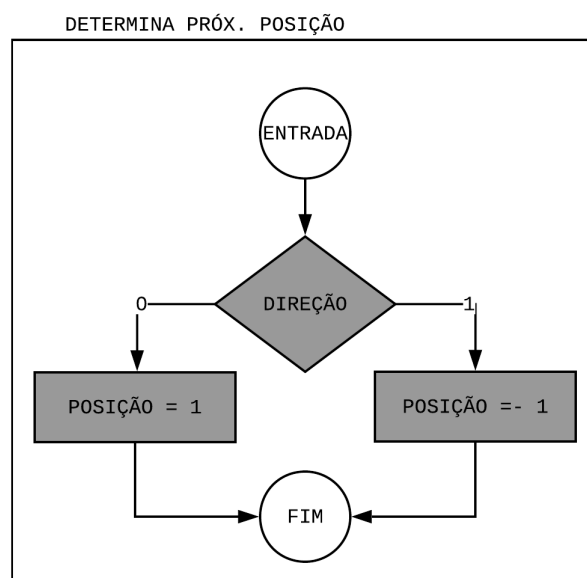 DETERMINA PRÓX. POSIÇÃO
ENTRADA
DIREÇÃO
0
1
POSIÇÃO = 1
POSIÇÃO =- 1
FIM